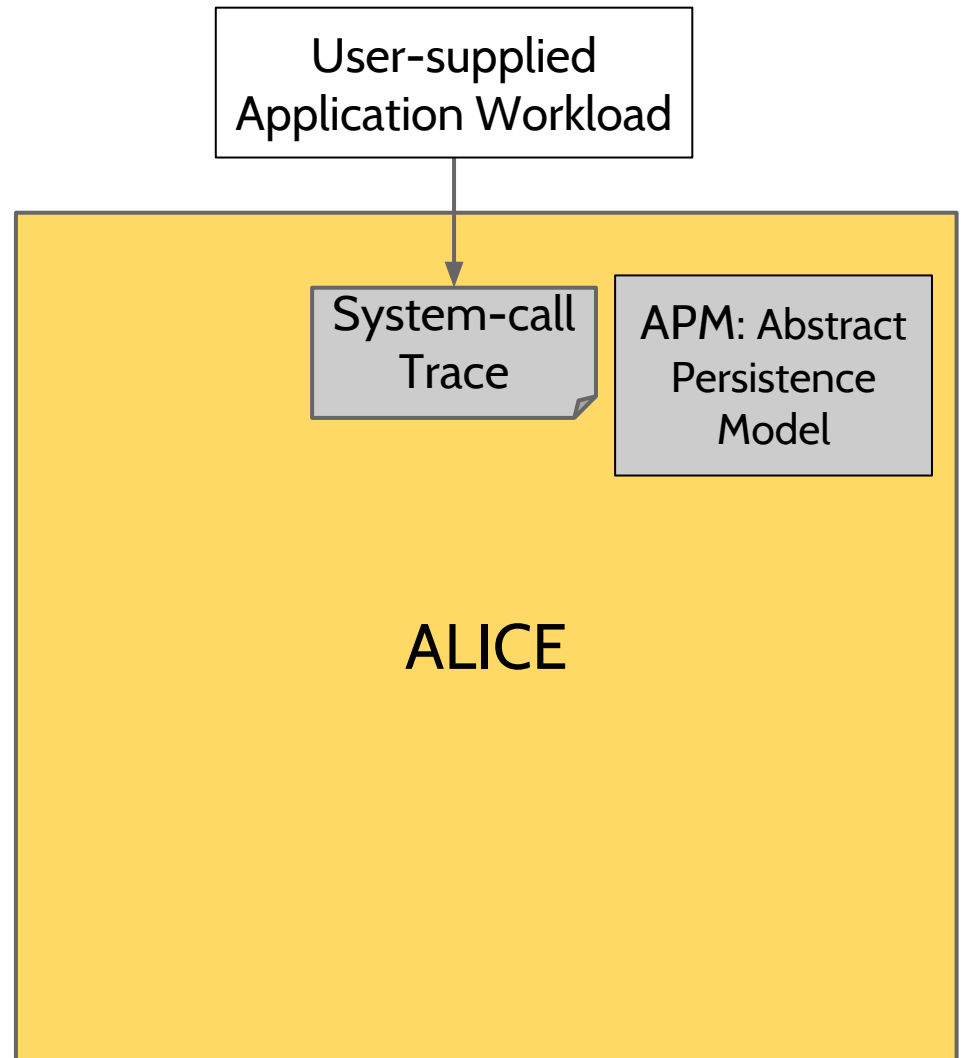 User-supplied
Application Workload
System-call
Trace
APM: Abstract
Persistence
Model
ALICE